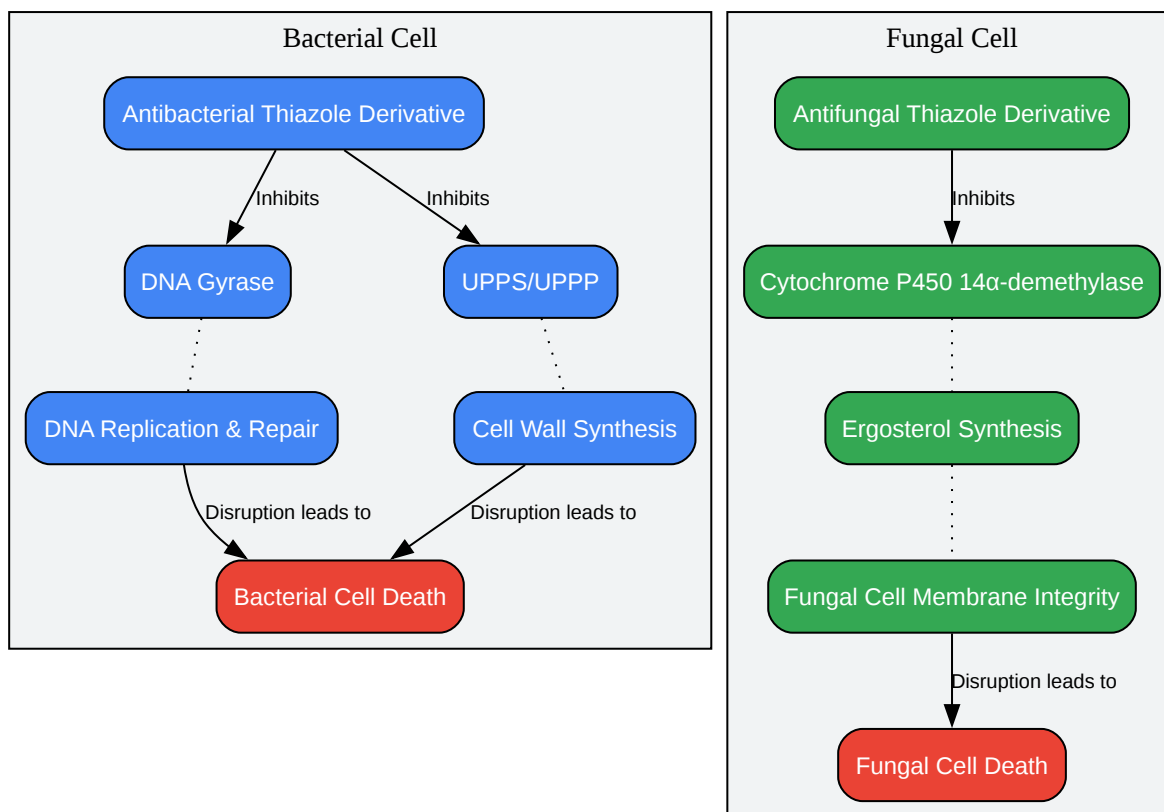 Bacterial Cell
Antibacterial Thiazole Derivative
Inhibits
Inhibits
DNA Gyrase
UPPS/UPPP
DNA Replication & Repair
Cell Wall Synthesis
Disruption leads to
Disruption leads to
Bacterial Cell Death
Fungal Cell
Antifungal Thiazole Derivative
Inhibits
Cytochrome P450 14α-demethylase
Ergosterol Synthesis
Fungal Cell Membrane Integrity
Disruption leads to
Fungal Cell Death